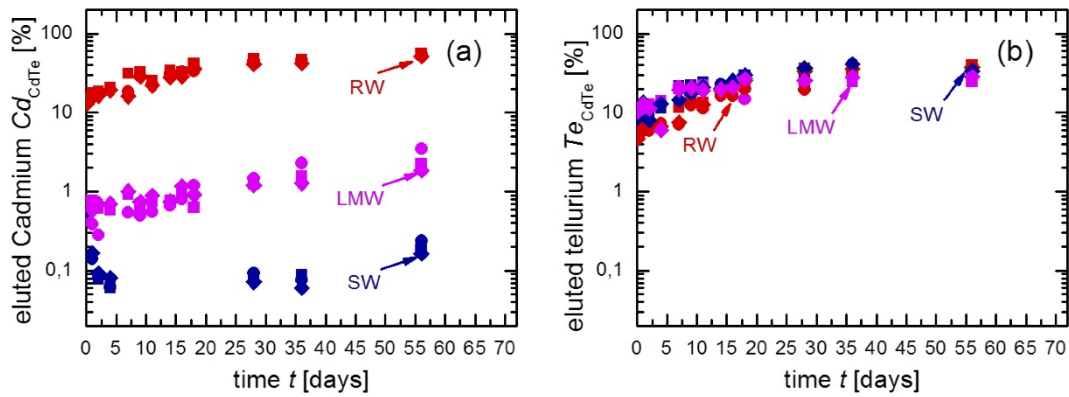 eluted Cadmium Cd_CdTe [%]
100
10
1
0,1
(a)
RW
LMW
SW
0 5 10 15 20 25 30 35 40 45 50 55 60 65 70
time t [days]
eluted tellurium Te_CdTe [%]
100
10
1
0,1
(b)
RW
LMW
SW
0 5 10 15 20 25 30 35 40 45 50 55 60 65 70
time t [days]